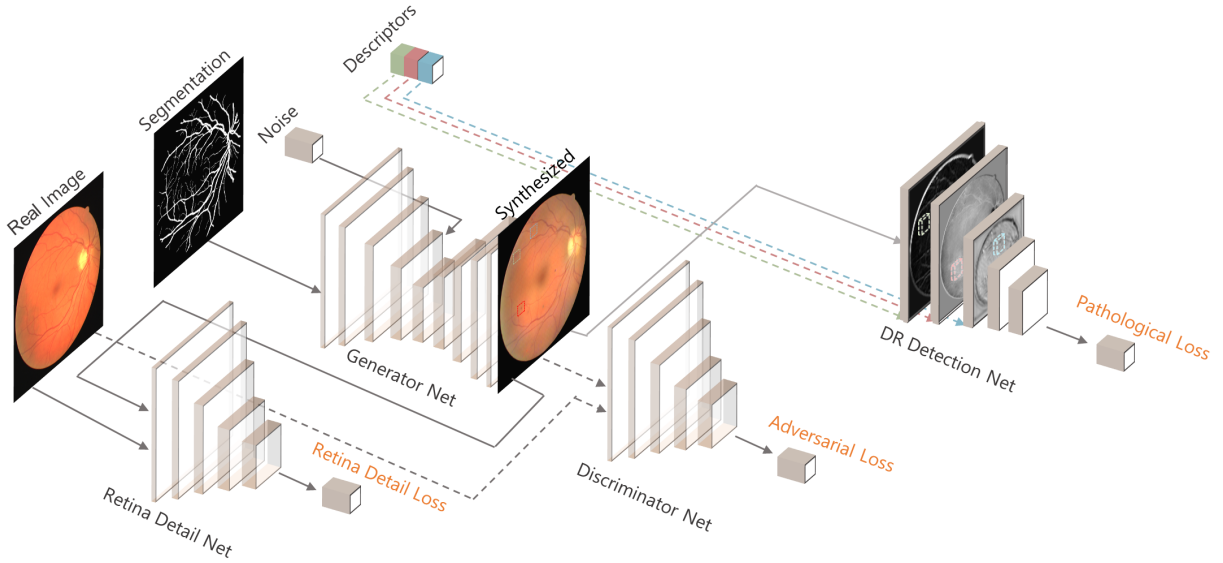 Real Image
Segmentation
Noise
Descriptors
Synthesized
Generator Net
Retina Detail Net
Retina Detail Loss
Discriminator Net
Adversarial Loss
DR Detection Net
Pathological Loss